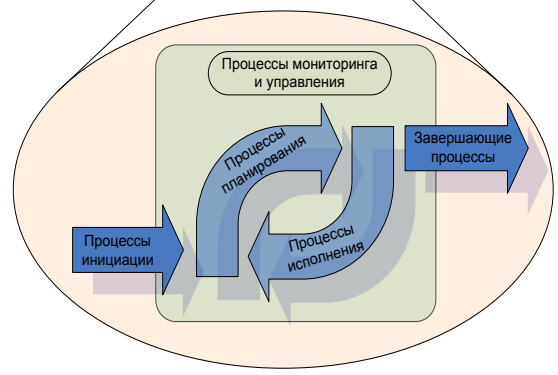 Процессы мониторинга
и управления
Процессы
планирования
Завершающие
процессы
Процессы
инициации
Процессы
исполнения